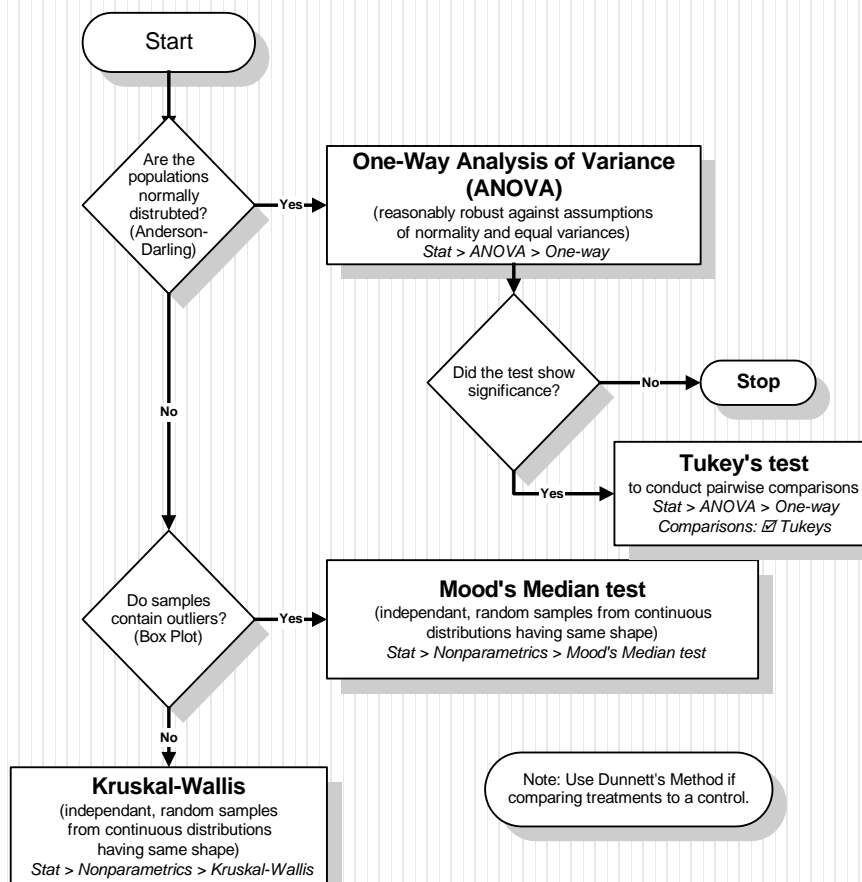 Start
Are the
populations
normally
distrubted?
(Anderson-
Darling)
Yes
One-Way Analysis of Variance
(ANOVA)
(reasonably robust against assumptions
of normality and equal variances)
Stat > ANOVA > One-way
Did the test show
significance?
No
Stop
Yes
Tukey's test
to conduct pairwise comparisons
Stat > ANOVA > One-way
Comparisons: ☑ Tukeys
No
Do samples
contain outliers?
(Box Plot)
Yes
Mood's Median test
(independant, random samples from continuous
distributions having same shape)
Stat > Nonparametrics > Mood's Median test
No
Kruskal-Wallis
(independant, random samples
from continuous distributions
having same shape)
Stat > Nonparametrics > Kruskal-Wallis
Note: Use Dunnett's Method if
comparing treatments to a control.